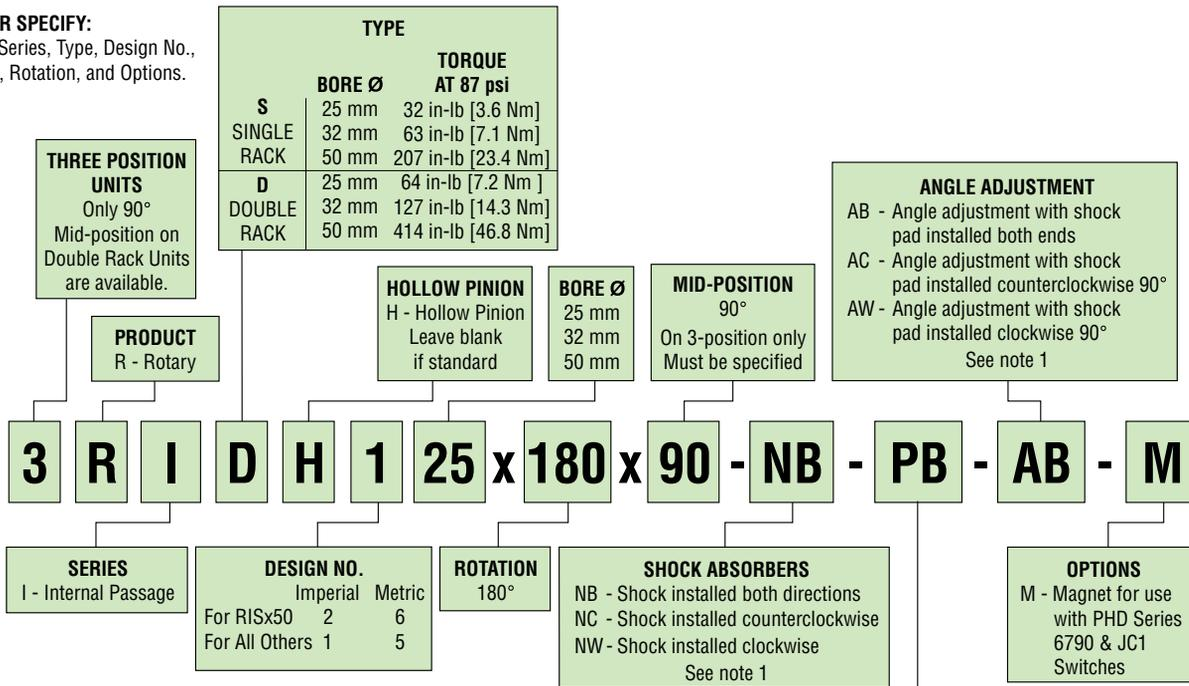 R SPECIFY:
Series, Type, Design No.,
, Rotation, and Options.
TYPE
BORE Ø TORQUE AT 87 psi
S SINGLE RACK
25 mm 32 in-lb [3.6 Nm]
32 mm 63 in-lb [7.1 Nm]
50 mm 207 in-lb [23.4 Nm]
D DOUBLE RACK
25 mm 64 in-lb [7.2 Nm ]
32 mm 127 in-lb [14.3 Nm]
50 mm 414 in-lb [46.8 Nm]
THREE POSITION
UNITS
Only 90°
Mid-position on
Double Rack Units
are available.
PRODUCT
R - Rotary
HOLLOW PINION
H - Hollow Pinion
Leave blank
if standard
BORE Ø
25 mm
32 mm
50 mm
MID-POSITION
90°
On 3-position only
Must be specified
ANGLE ADJUSTMENT
AB - Angle adjustment with shock
pad installed both ends
AC - Angle adjustment with shock
pad installed counterclockwise 90°
AW - Angle adjustment with shock
pad installed clockwise 90°
See note 1
3 R I D H 1 25 x 180 x 90 - NB - PB - AB - M
SERIES
I - Internal Passage
DESIGN NO.
Imperial Metric
For RISx50 2 6
For All Others 1 5
ROTATION
180°
SHOCK ABSORBERS
NB - Shock installed both directions
NC - Shock installed counterclockwise
NW - Shock installed clockwise
See note 1
OPTIONS
M - Magnet for use
with PHD Series
6790 & JC1
Switches